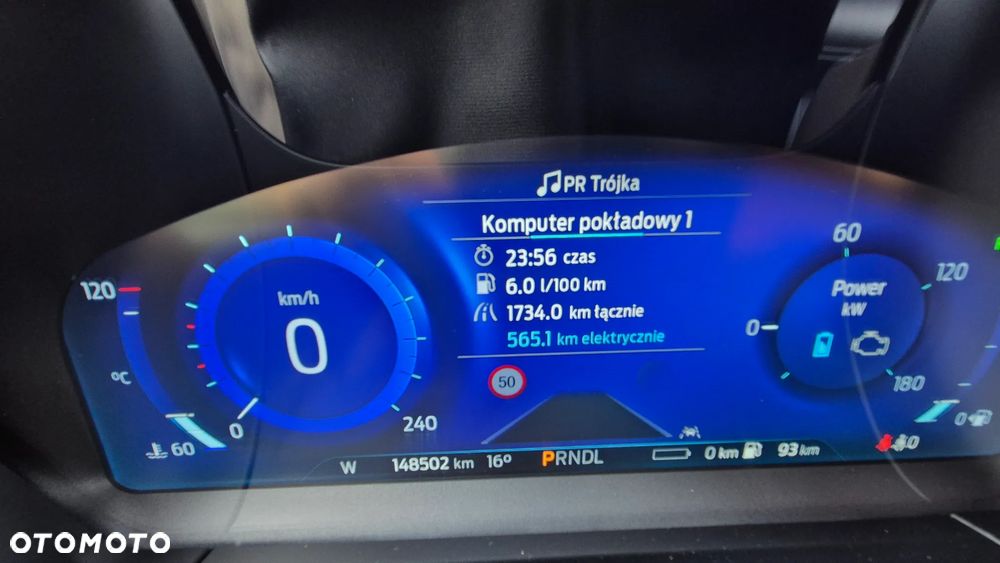 PR Trójka
Komputer pokładowy 1
23:56 czas
6.0 l/100 km
1734.0 km łącznie
565.1 km elektrycznie
50
120
°C
60
km/h
0
0
240
60
120
Power
kW
0
180
0
0
W 148502 km 16° PRNDL 0 km 93 km
OTOMOTO